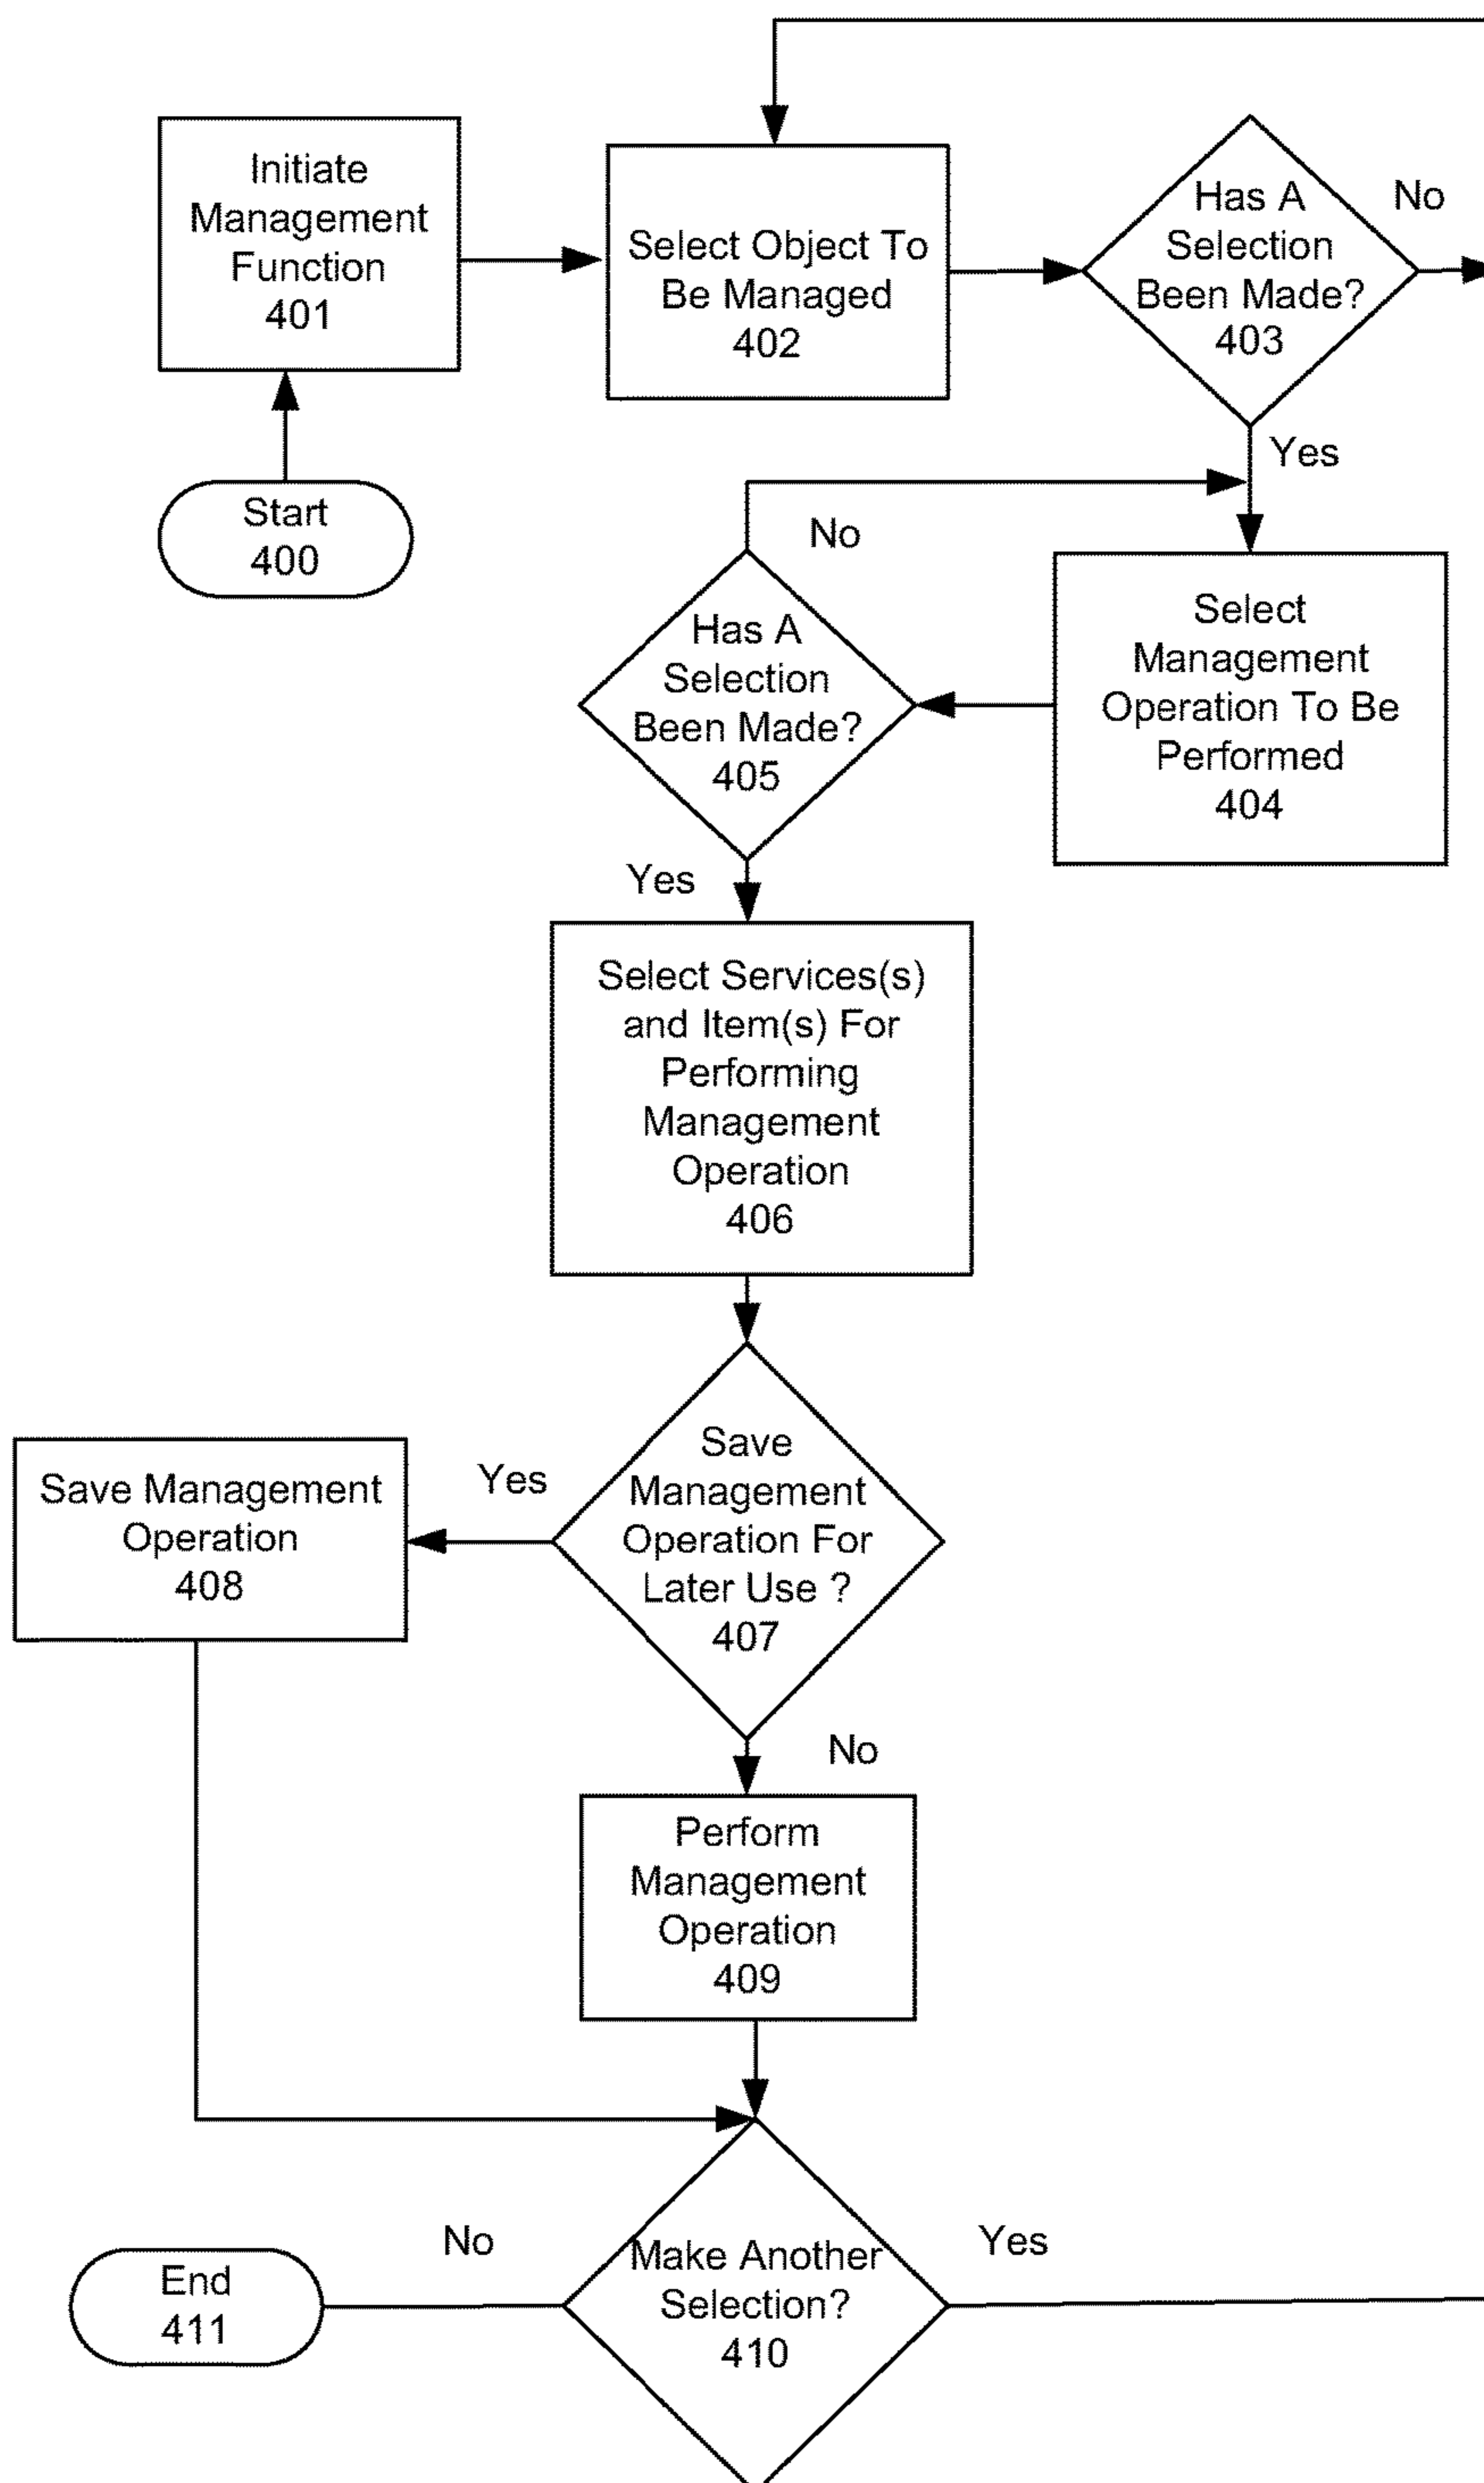 Initiate
Management
Function
401
Select Object To
Be Managed
402
Has A
Selection
Been Made?
403
No
Yes
Start
400
No
Has A
Selection
Been Made?
405
Select
Management
Operation To Be
Performed
404
Yes
Select Services(s)
and Item(s) For
Performing
Management
Operation
406
Save
Management
Operation For
Later Use ?
407
Yes
Save Management
Operation
408
No
Perform
Management
Operation
409
No
Make Another
Selection?
410
Yes
End
411